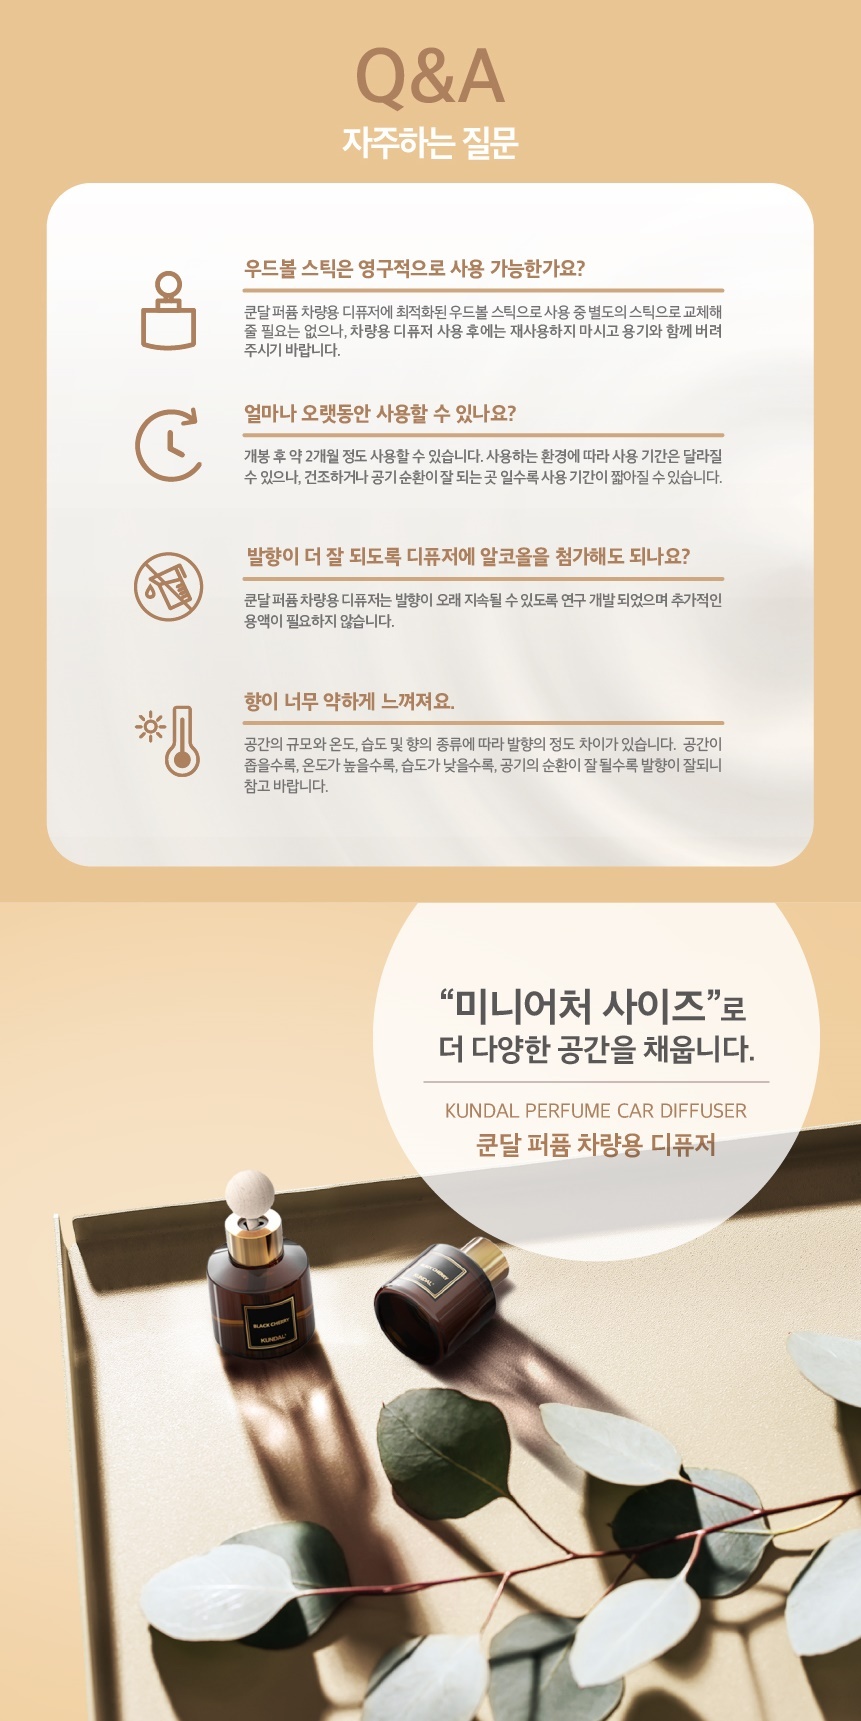 Q&A
자주하는 질문
우드볼 스틱은 영구적으로 사용 가능한가요?
쿤달 퍼퓸 차량용 디퓨저에 최적화된 우드볼 스틱으로 사용 중 별도의 스틱으로 교체해
줄 필요는 없으나, 차량용 디퓨저 사용 후에는 재사용하지 마시고 용기와 함께 버려
주시기 바랍니다.
얼마나 오랫동안 사용할 수 있나요?
개봉 후 약 2개월 정도 사용할 수 있습니다. 사용하는 환경에 따라 사용 기간은 달라질
수 있으나, 건조하거나 공기 순환이 잘 되는 곳 일수록 사용 기간이 짧아질 수 있습니다.
발향이 더 잘 되도록 디퓨저에 알코올을 첨가해도 되나요?
쿤달 퍼퓸 차량용 디퓨저는 발향이 오래 지속될 수 있도록 연구 개발 되었으며 추가적인
용액이 필요하지 않습니다.
향이 너무 약하게 느껴져요.
공간의 규모와 온도, 습도 및 향의 종류에 따라 발향의 정도 차이가 있습니다. 공간이
좁을수록, 온도가 높을수록, 습도가 낮을수록, 공기의 순환이 잘 될수록 발향이 잘되니
참고 바랍니다.
“미니어처 사이즈”로
더 다양한 공간을 채웁니다.
KUNDAL PERFUME CAR DIFFUSER
쿤달 퍼퓸 차량용 디퓨저
BLACK CHERRY
KUNDAL
BLACK CHERRY
KUNDAL